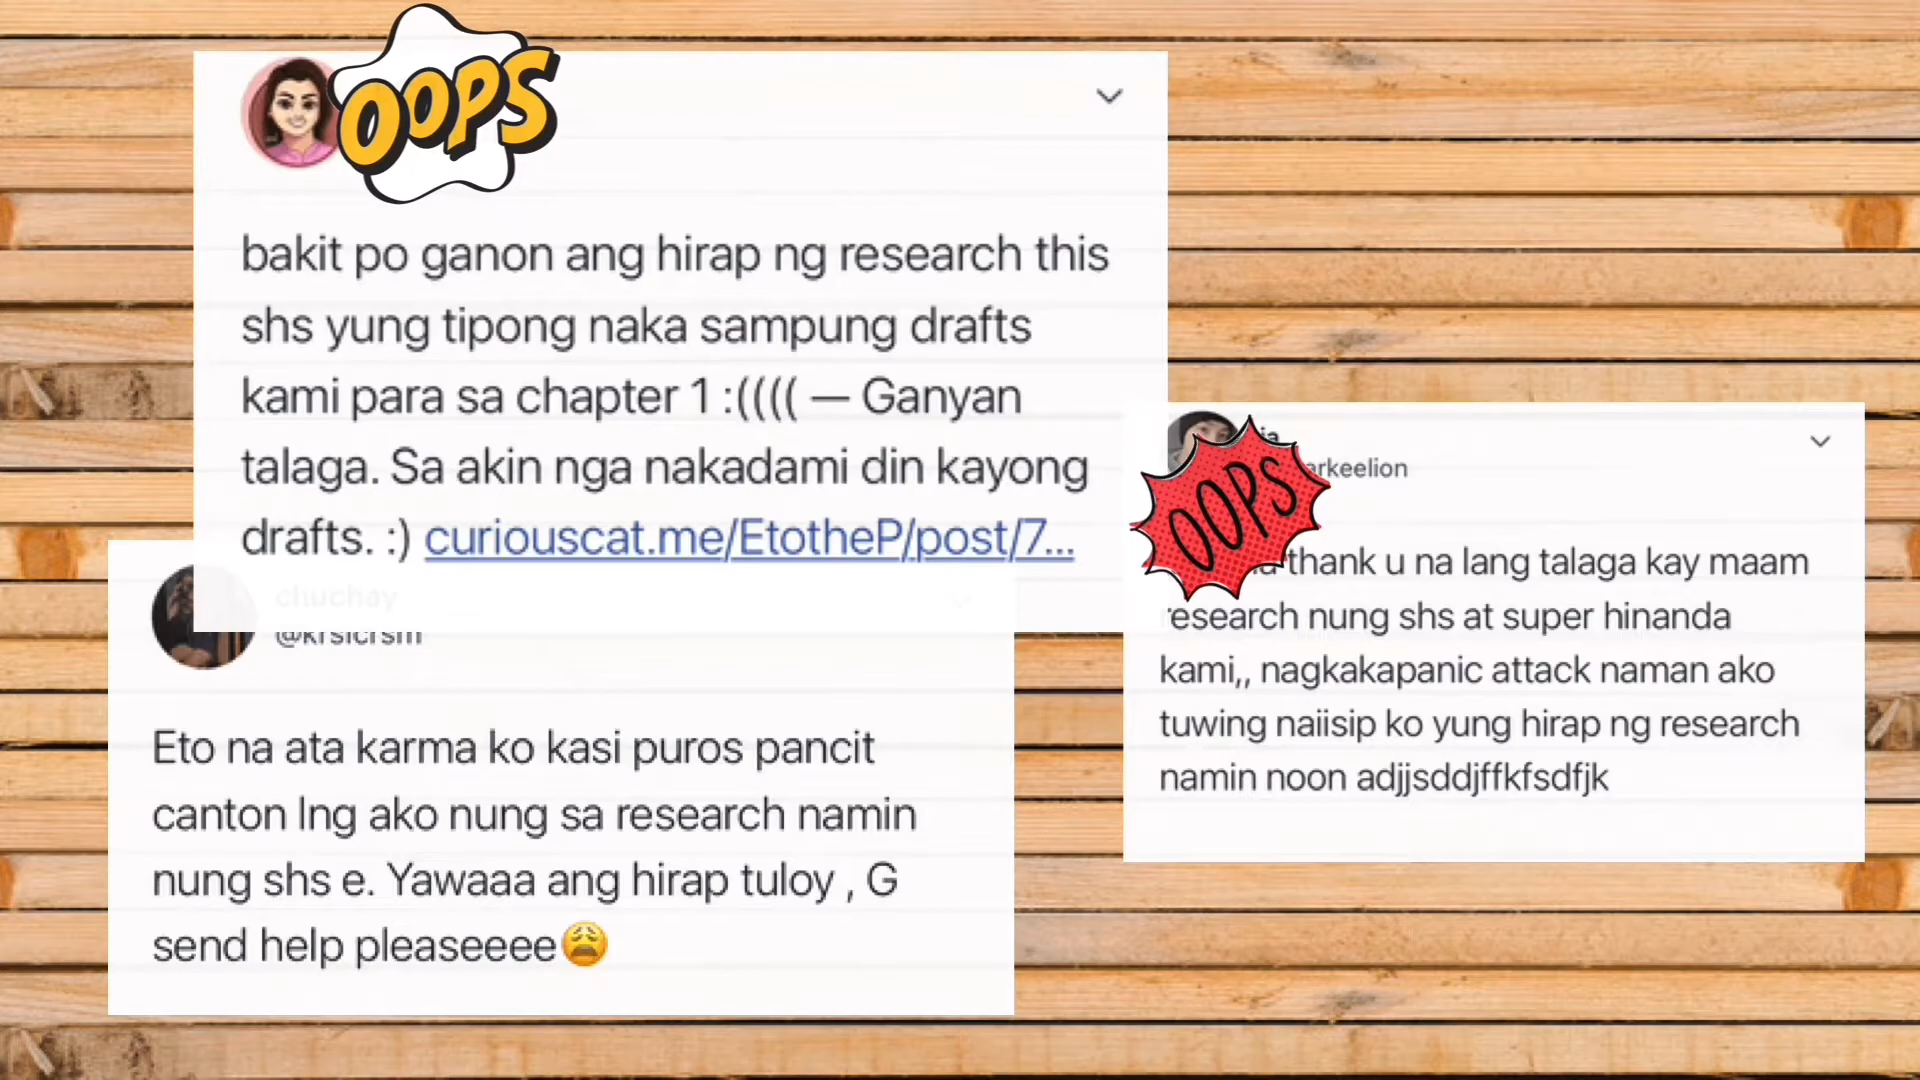 OOPS
bakit po ganon ang hirap ng research this
shs yung tipong naka sampung drafts
kami para sa chapter 1 :(((( — Ganyan
talaga. Sa akin nga nakadami din kayong
drafts. :) curiouscat.me/EtotheP/post/7...
chuchay
@krsicrsm
Eto na ata karma ko kasi puros pancit
canton lng ako nung sa research namin
nung shs e. Yawaaa ang hirap tuloy , G
send help pleaseeee😩
OOPS
thank u na lang talaga kay maam
research nung shs at super hinanda
kami,, nagkakapanic attack naman ako
tuwing naiisip ko yung hirap ng research
namin noon adjjsddjffkfsdfjk